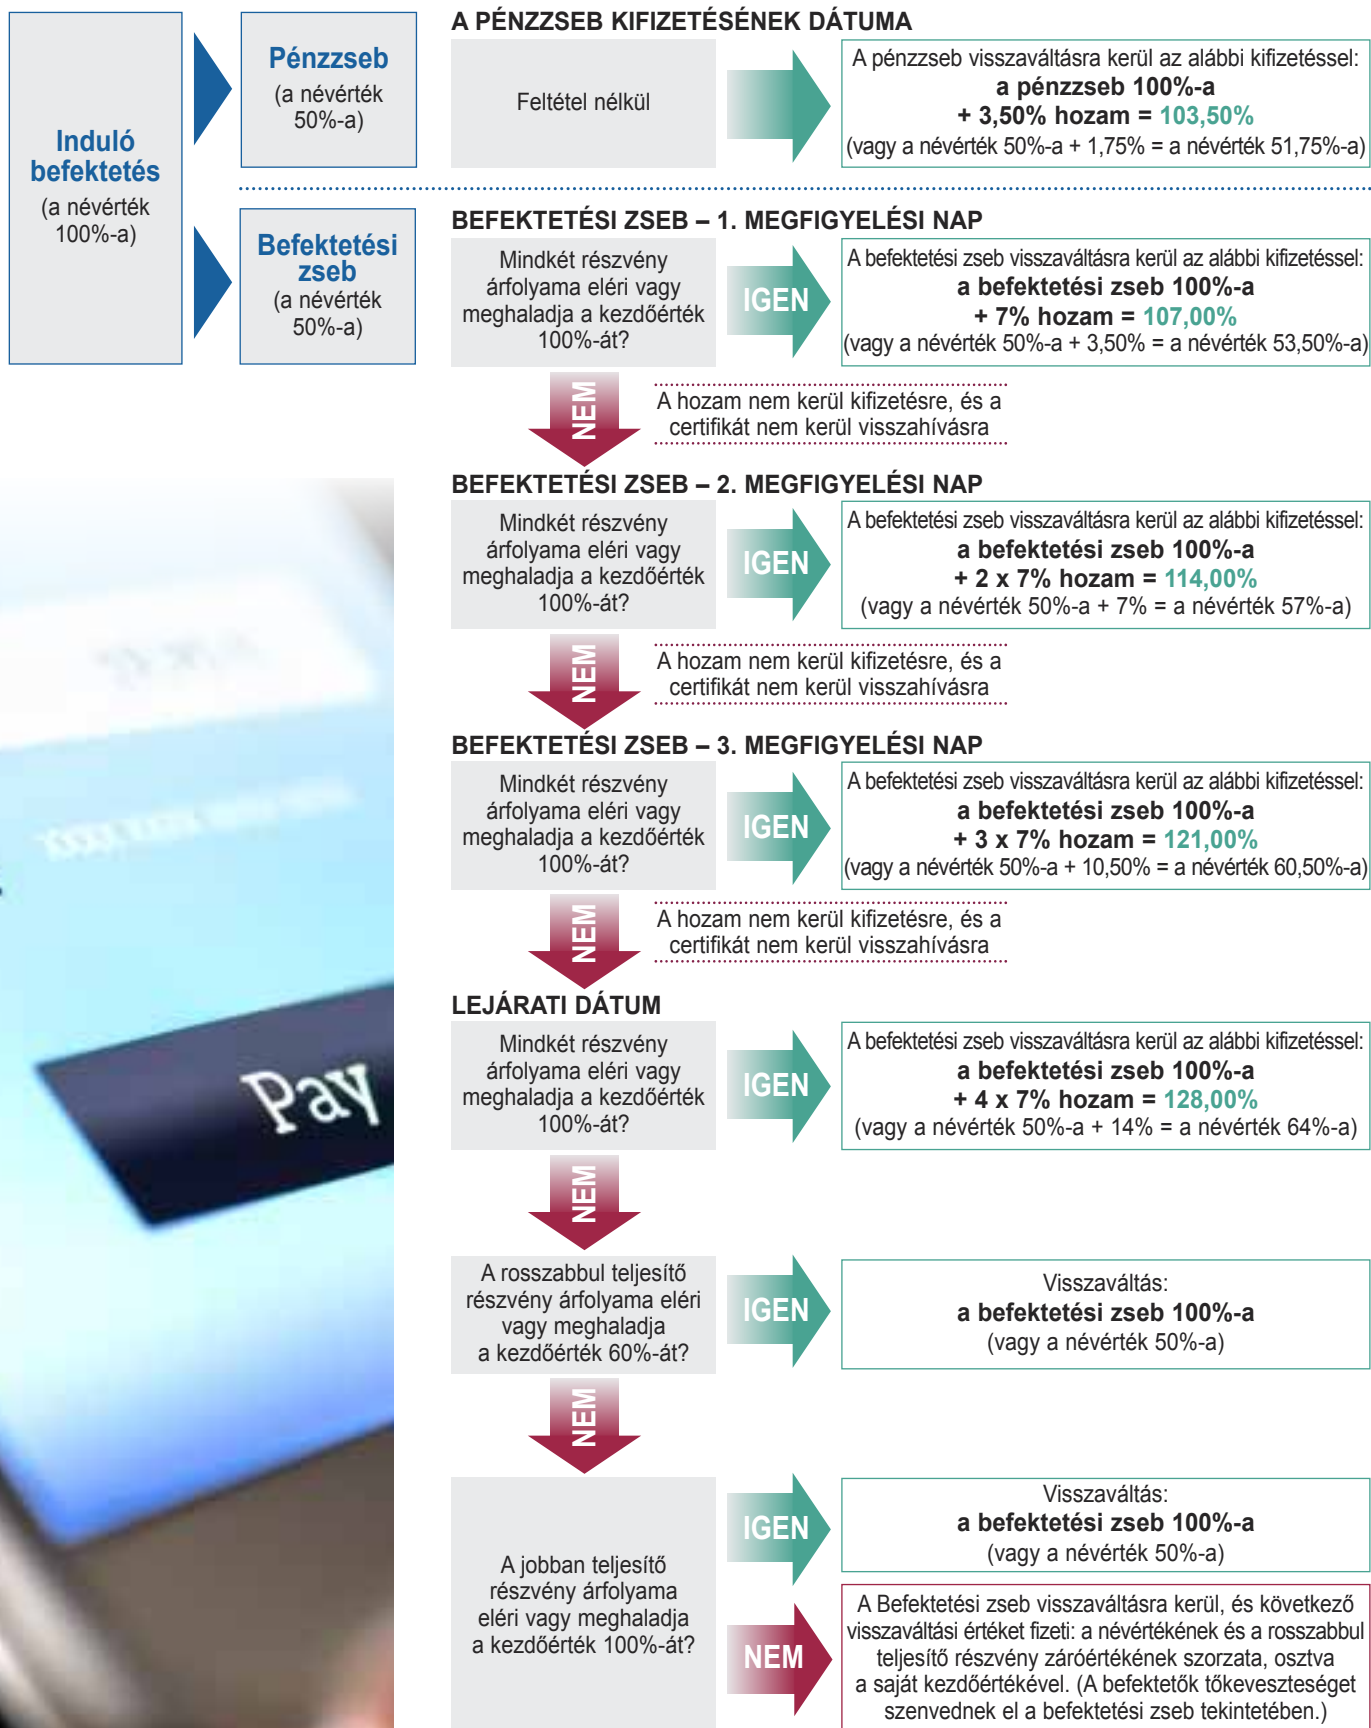 Induló
befektetés
(a névérték
100%-a)
Pénzzseb
(a névérték
50%-a)
Befektetési
zseb
(a névérték
50%-a)
A PÉNZZSEB KIFIZETÉSÉNEK DÁTUMA
Feltétel nélkül
A pénzzseb visszaváltásra kerül az alábbi kifizetéssel:
a pénzzseb 100%-a
+ 3,50% hozam = 103,50%
(vagy a névérték 50%-a + 1,75% = a névérték 51,75%-a)
BEFEKTETÉSI ZSEB – 1. MEGFIGYELÉSI NAP
Mindkét részvény
árfolyama eléri vagy
meghaladja a kezdőérték
100%-át?
IGEN
A befektetési zseb visszaváltásra kerül az alábbi kifizetéssel:
a befektetési zseb 100%-a
+ 7% hozam = 107,00%
(vagy a névérték 50%-a + 3,50% = a névérték 53,50%-a)
NEM
A hozam nem kerül kifizetésre, és a
certifikát nem kerül visszahívásra
BEFEKTETÉSI ZSEB – 2. MEGFIGYELÉSI NAP
Mindkét részvény
árfolyama eléri vagy
meghaladja a kezdőérték
100%-át?
IGEN
A befektetési zseb visszaváltásra kerül az alábbi kifizetéssel:
a befektetési zseb 100%-a
+ 2 x 7% hozam = 114,00%
(vagy a névérték 50%-a + 7% = a névérték 57%-a)
NEM
A hozam nem kerül kifizetésre, és a
certifikát nem kerül visszahívásra
BEFEKTETÉSI ZSEB – 3. MEGFIGYELÉSI NAP
Mindkét részvény
árfolyama eléri vagy
meghaladja a kezdőérték
100%-át?
IGEN
A befektetési zseb visszaváltásra kerül az alábbi kifizetéssel:
a befektetési zseb 100%-a
+ 3 x 7% hozam = 121,00%
(vagy a névérték 50%-a + 10,50% = a névérték 60,50%-a)
NEM
A hozam nem kerül kifizetésre, és a
certifikát nem kerül visszahívásra
LEJÁRATI DÁTUM
Mindkét részvény
árfolyama eléri vagy
meghaladja a kezdőérték
100%-át?
IGEN
A befektetési zseb visszaváltásra kerül az alábbi kifizetéssel:
a befektetési zseb 100%-a
+ 4 x 7% hozam = 128,00%
(vagy a névérték 50%-a + 14% = a névérték 64%-a)
Pay
NEM
A rosszabbul teljesítő
részvény árfolyama eléri
vagy meghaladja
a kezdőérték 60%-át?
IGEN
Visszaváltás:
a befektetési zseb 100%-a
(vagy a névérték 50%-a)
NEM
A jobban teljesítő
részvény árfolyama
eléri vagy meghaladja
a kezdőérték 100%-át?
IGEN
Visszaváltás:
a befektetési zseb 100%-a
(vagy a névérték 50%-a)
NEM
A Befektetési zseb visszaváltásra kerül, és következő
visszaváltási értéket fizeti: a névértékének és a rosszabbul
teljesítő részvény záróértékének szorzata, osztva
a saját kezdőértékével. (A befektetők tőkeveszteséget
szenvednek el a befektetési zseb tekintetében.)